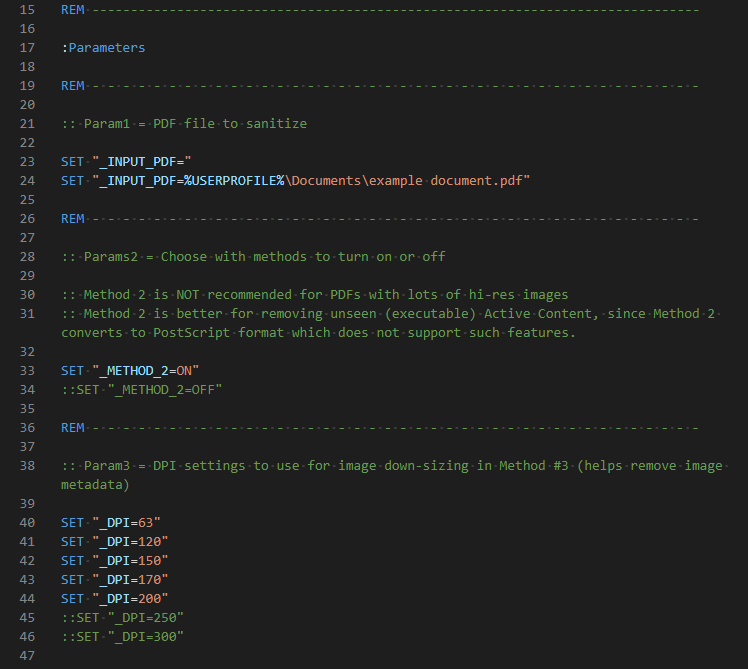 15 REM --------------------------------------------------------------------------------
16
17 :Parameters
18
19 REM - - - - - - - - - - - - - - - - - - - - - - - - - - - - - - - - - - - - - - - -
20
21 :: Param1 = PDF file to sanitize
22
23 SET "_INPUT_PDF="
24 SET "_INPUT_PDF=%USERPROFILE%\Documents\example document.pdf"
25
26 REM - - - - - - - - - - - - - - - - - - - - - - - - - - - - - - - - - - - - - - - -
27
28 :: Params2 = Choose with methods to turn on or off
29
30 :: Method 2 is NOT recommended for PDFs with lots of hi-res images
31 :: Method 2 is better for removing unseen (executable) Active Content, since Method 2
converts to PostScript format which does not support such features.
32
33 SET "_METHOD_2=ON"
34 ::SET "_METHOD_2=OFF"
35
36 REM - - - - - - - - - - - - - - - - - - - - - - - - - - - - - - - - - - - - - - - -
37
38 :: Param3 = DPI settings to use for image down-sizing in Method #3 (helps remove image
metadata)
39
40 SET "_DPI=63"
41 SET "_DPI=120"
42 SET "_DPI=150"
43 SET "_DPI=170"
44 SET "_DPI=200"
45 ::SET "_DPI=250"
46 ::SET "_DPI=300"
47